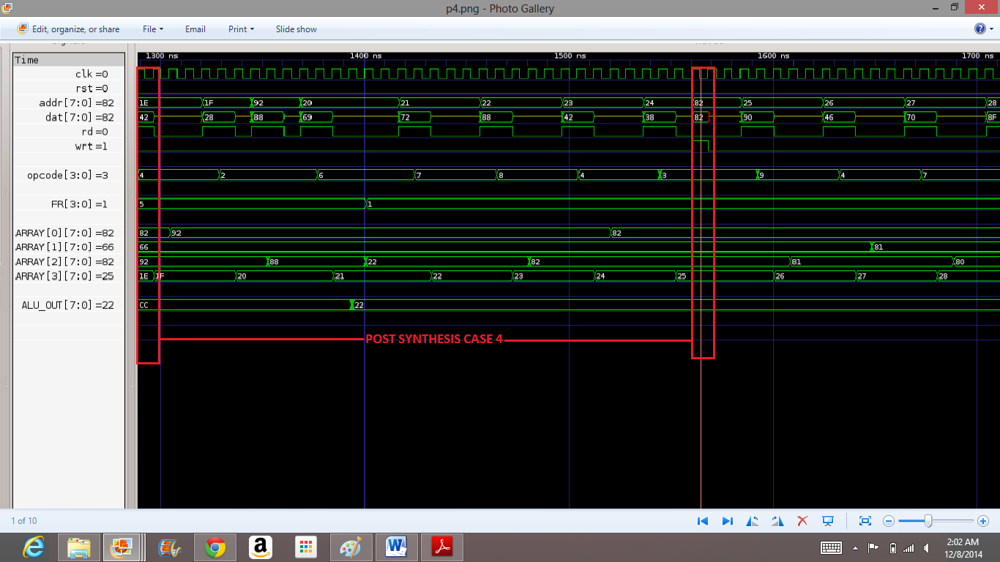 p4.png - Photo Gallery
Edit, organize, or share File Email Print Slide show
Time
1300 ns 1400 ns 1500 ns 1600 ns 1700 ns
clk =0
rst =0
addr[7:0] =82 1E 1F 92 20 21 22 23 24 82 25 26 27 28
dat[7:0] =82 42 28 88 69 72 88 42 38 82 90 46 70 8F
rd =0
wrt =1
opcode[3:0] =3 4 2 6 7 8 4 3 9 4 7
FR[3:0] =1 5 1
ARRAY[0][7:0] =82 82 92 82
ARRAY[1][7:0] =66 66 81
ARRAY[2][7:0] =82 92 88 22 82 81 80
ARRAY[3][7:0] =25 1E 1F 20 21 22 23 24 25 26 27 28
ALU_OUT[7:0] =22 CC 22
POST SYNTHESIS CASE 4
1 of 10
2:02 AM
12/8/2014